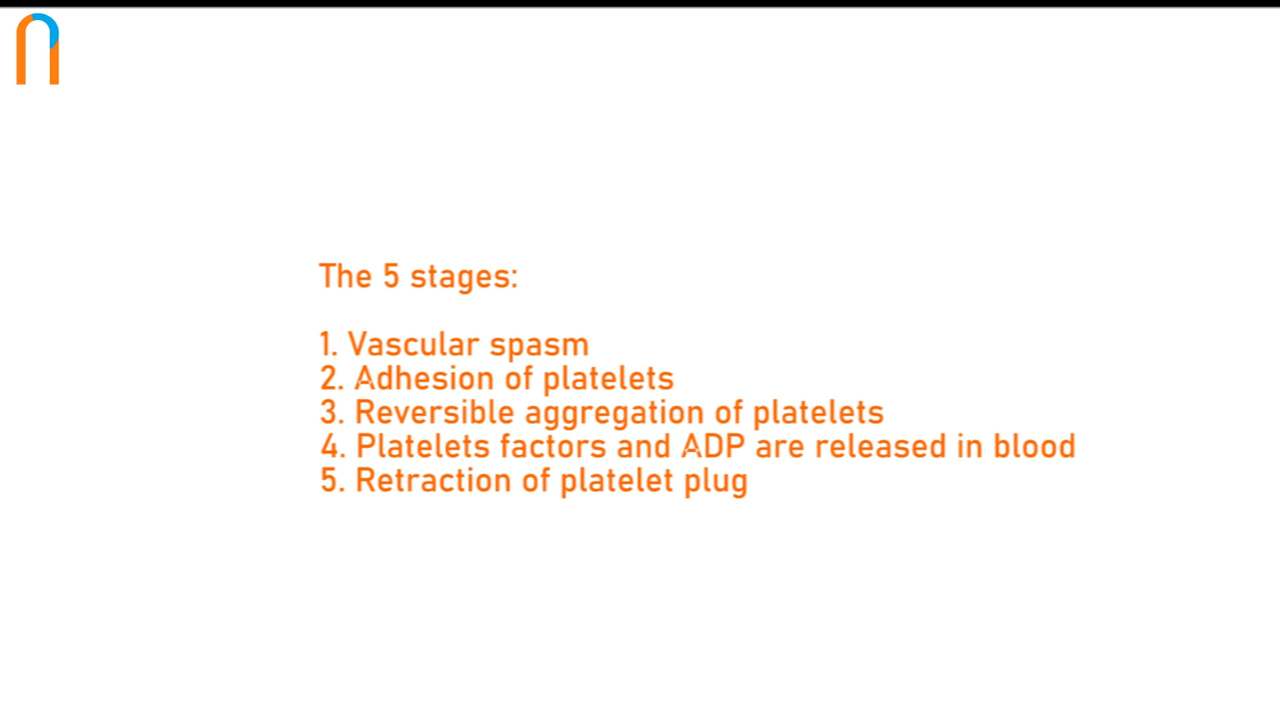 The 5 stages:
1. Vascular spasm
2. Adhesion of platelets
3. Reversible aggregation of platelets
4. Platelets factors and ADP are released in blood
5. Retraction of platelet plug